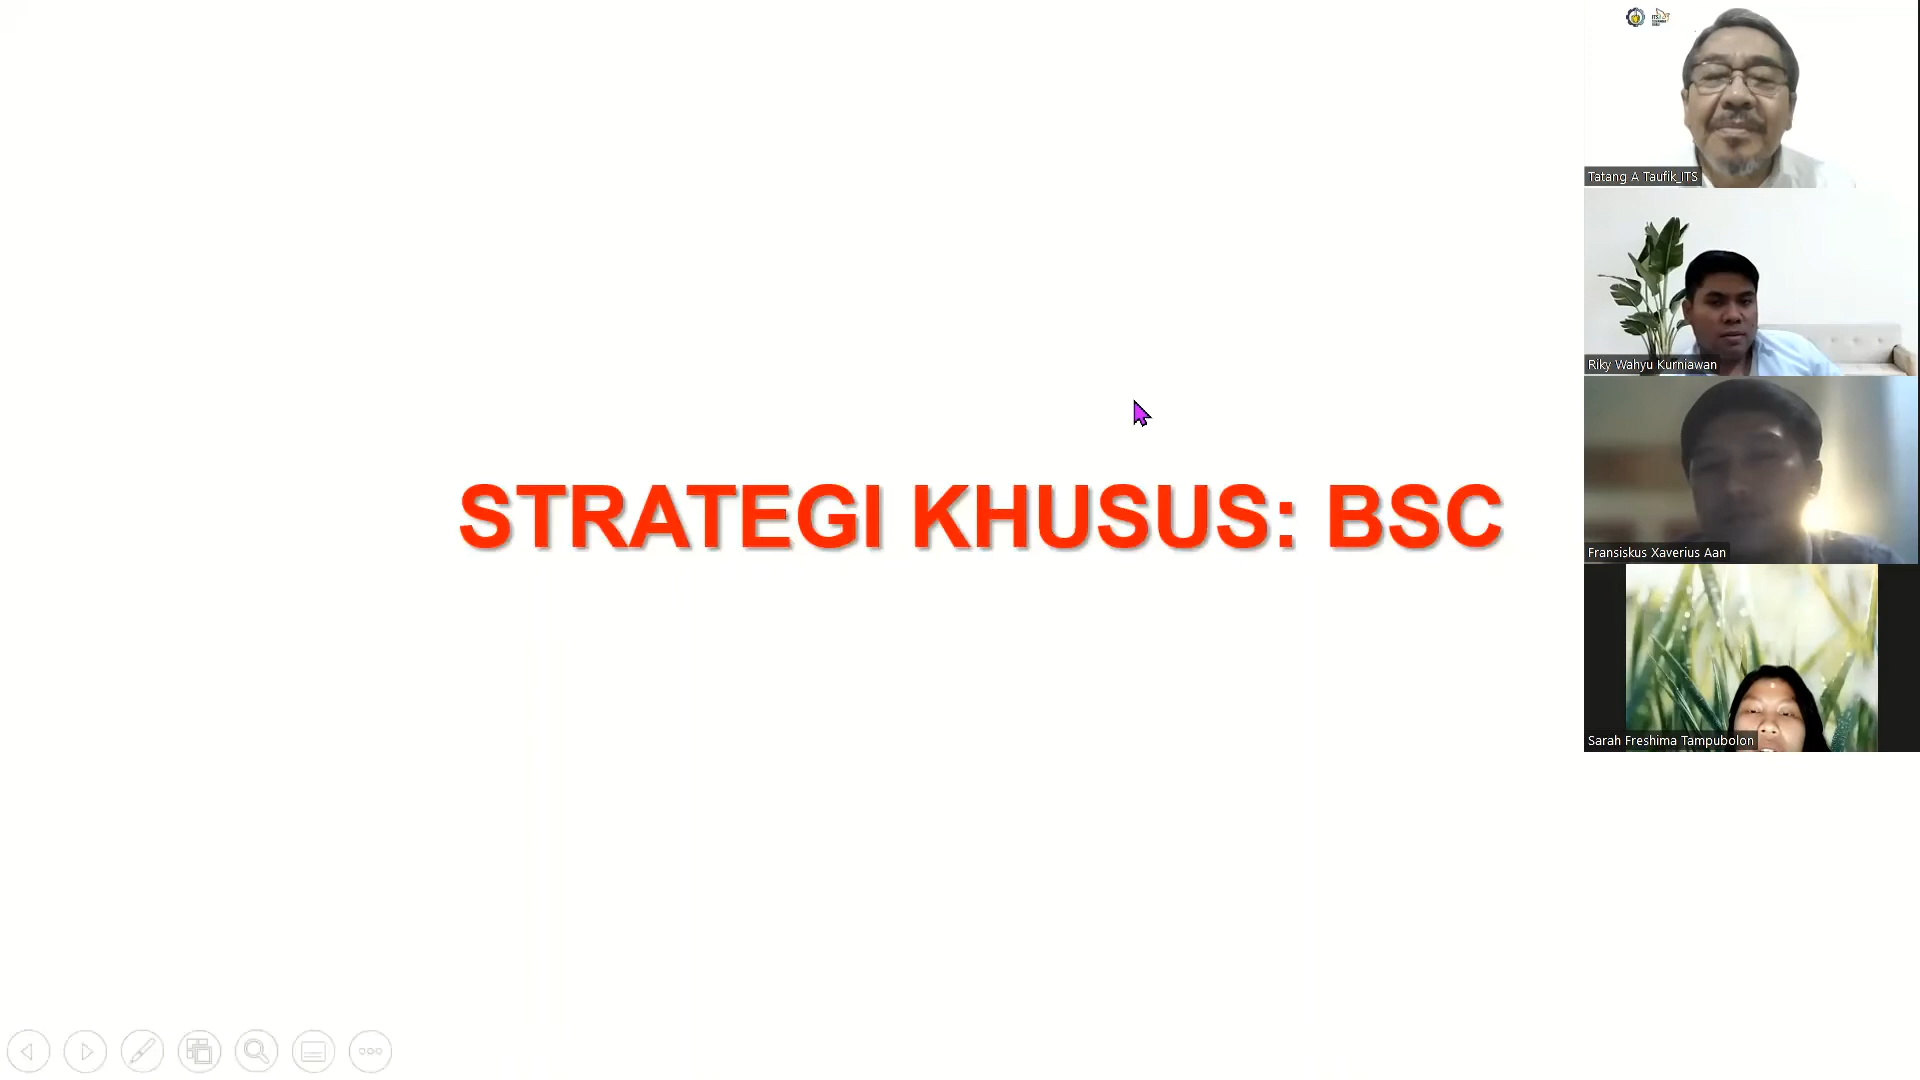 STRATEGI KHUSUS: BSC
Tatang A Taufik_ITS
Riky Wahyu Kurniawan
Fransiskus Xaverius Aan
Sarah Freshima Tampubolon